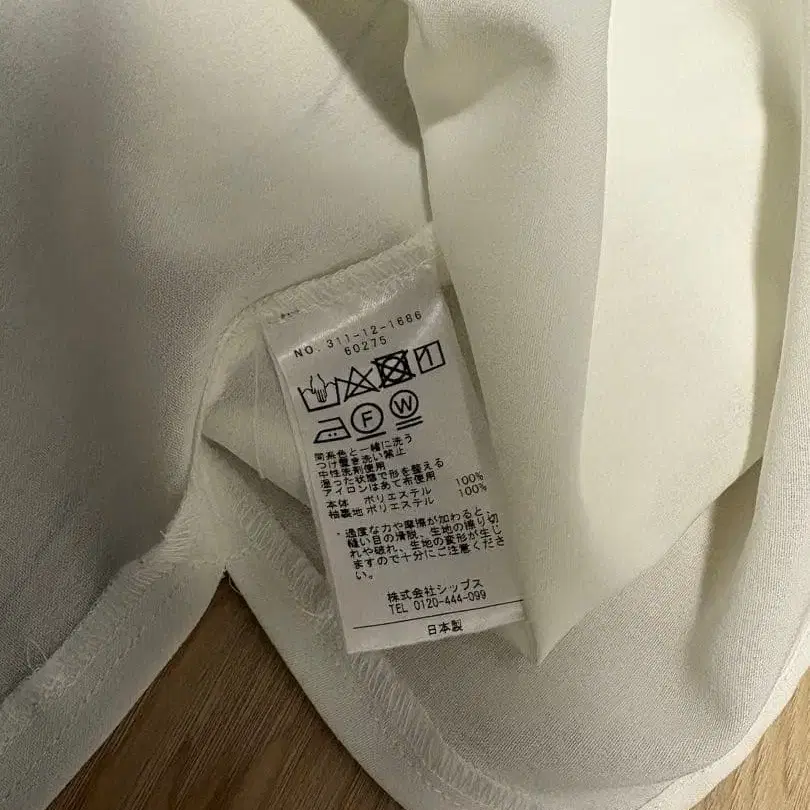 NO. 311-12-1686
60275
F W
同系色と一緒に洗う
つけ置き洗い禁止
中性洗剤使用
湿った状態で形を整える
アイロンはあて布使用
本体 ポリエステル 100%
袖裏地 ポリエステル 100%
・過度な力や摩擦が加わると、
縫い目の滑脱、生地の擦り切
れや破れ、生地の変形が生じ
ますので十分にご注意くださ
い。
株式会社シップス
TEL 0120-444-099
日本製